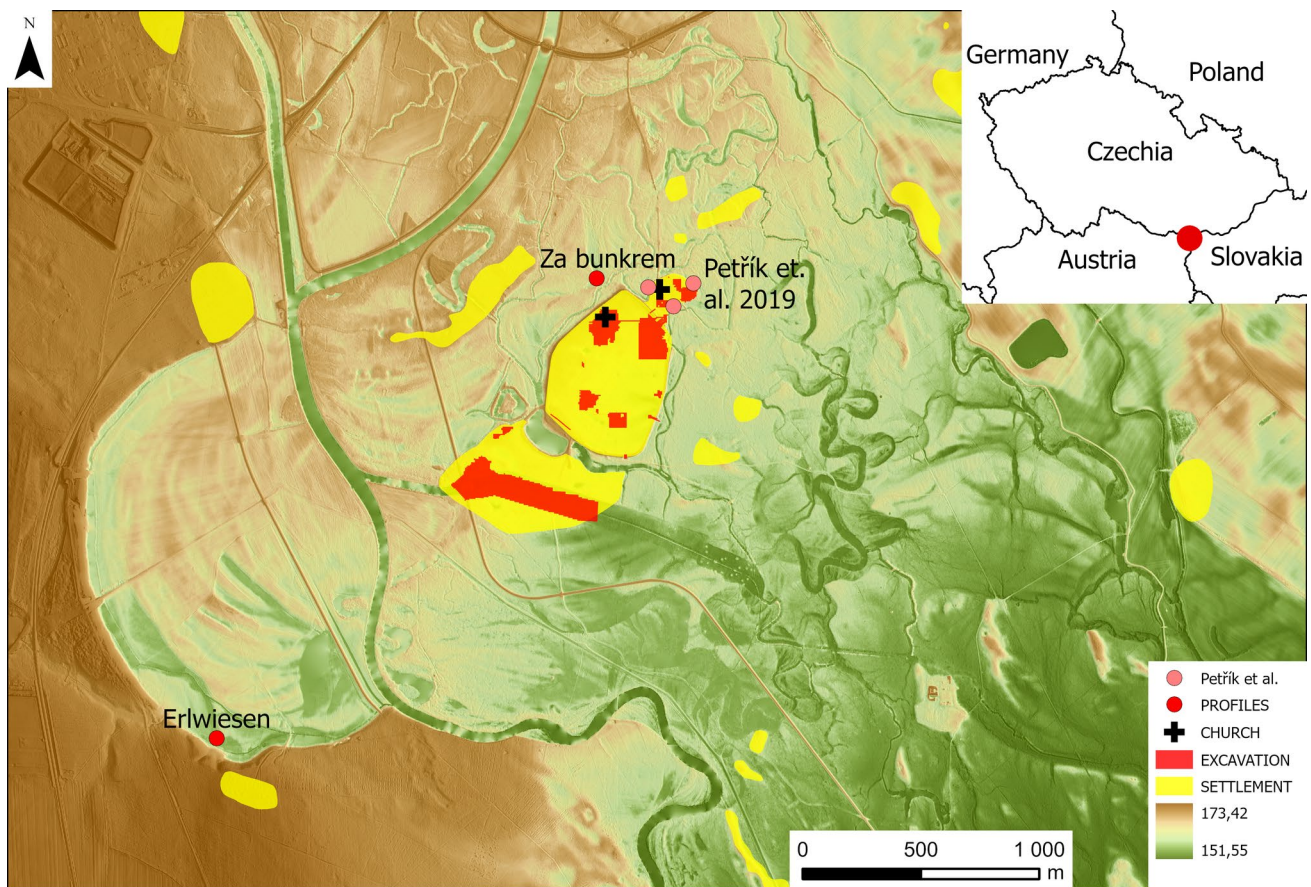 N
Germany
Poland
Czechia
Austria
Slovakia
Za bunkrem
Petřík et.
al. 2019
Erlwiesen
Petřík et al.
PROFILES
CHURCH
EXCAVATION
SETTLEMENT
173,42
151,55
0 500 1 000
m